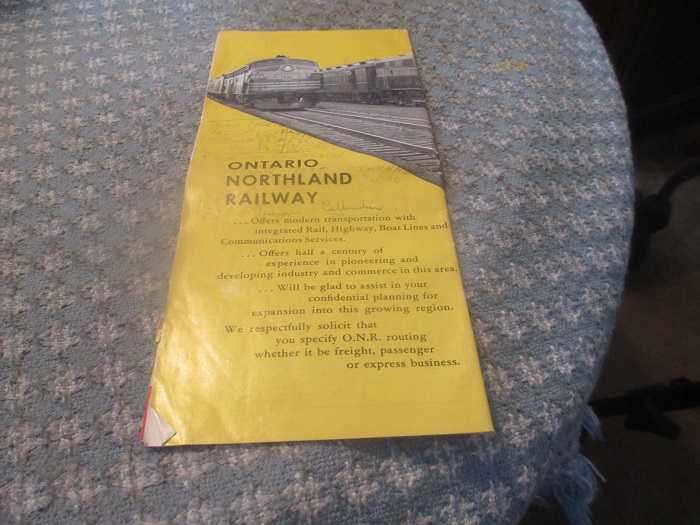 ONTARIO
NORTHLAND
RAILWAY
Callander
... Offers modern transportation with
integrated Rail, Highway, Boat Lines and
Communications Services.
... Offers half a century of
experience in pioneering and
developing industry and commerce in this area.
... Will be glad to assist in your
confidential planning for
expansion into this growing region.
We respectfully solicit that
you specify O.N.R. routing
whether it be freight, passenger
or express business.